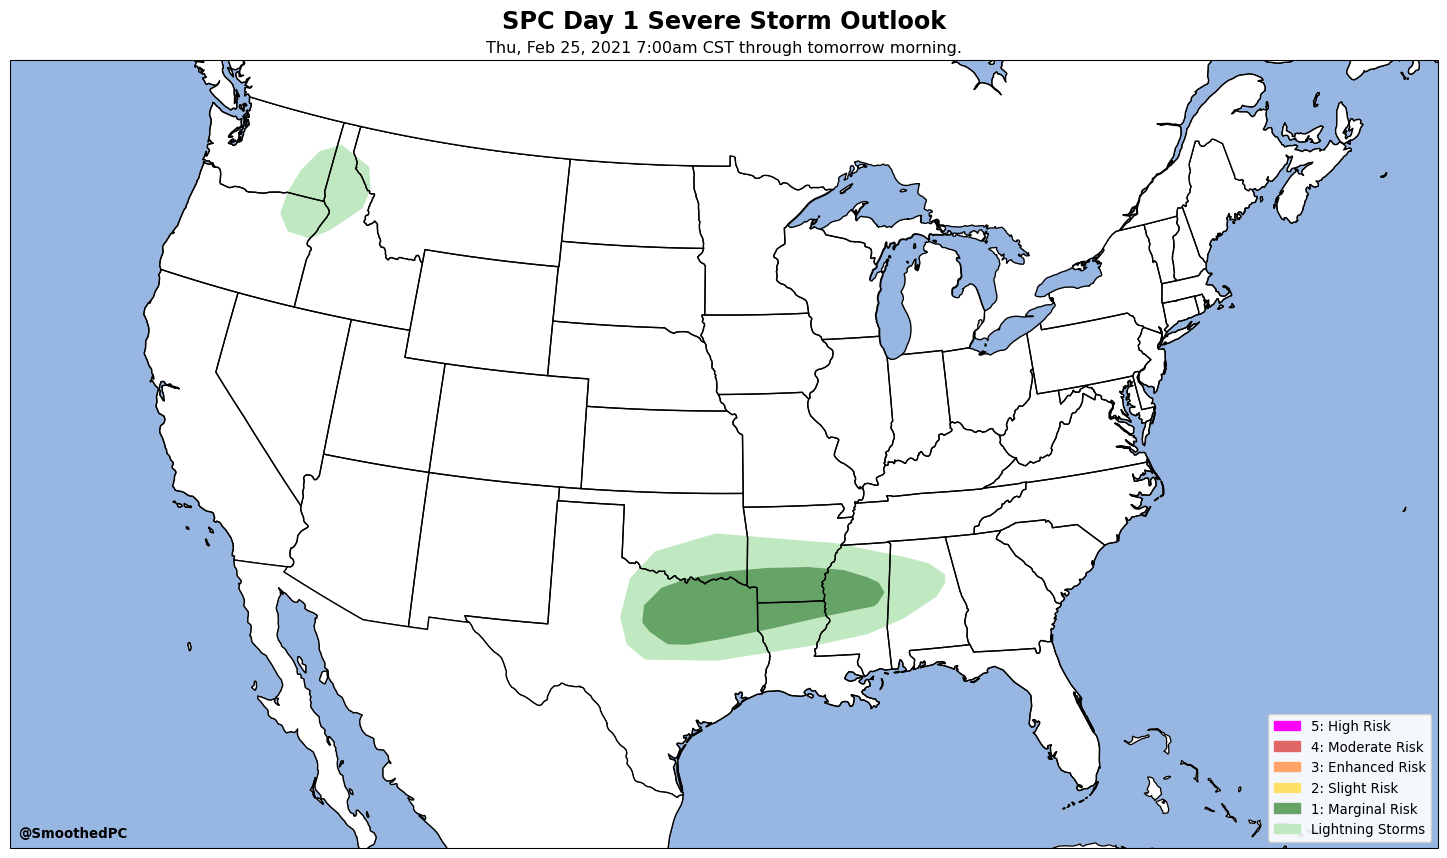 SPC Day 1 Severe Storm Outlook
Thu, Feb 25, 2021 7:00am CST through tomorrow morning.
5: High Risk
4: Moderate Risk
3: Enhanced Risk
2: Slight Risk
1: Marginal Risk
Lightning Storms
@SmoothedPC